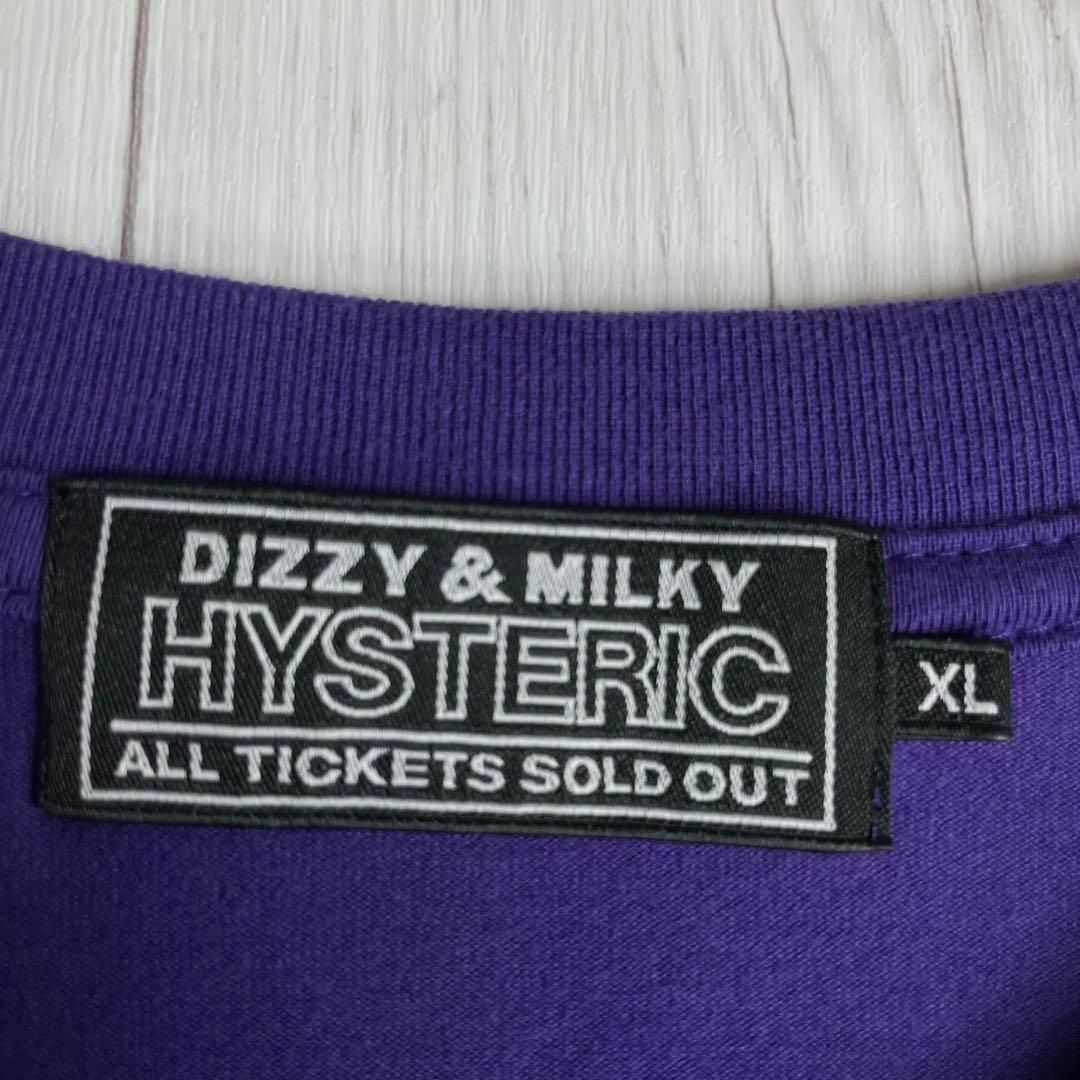 DIZZY & MILKY
HYSTERIC
ALL TICKETS SOLD OUT
XL